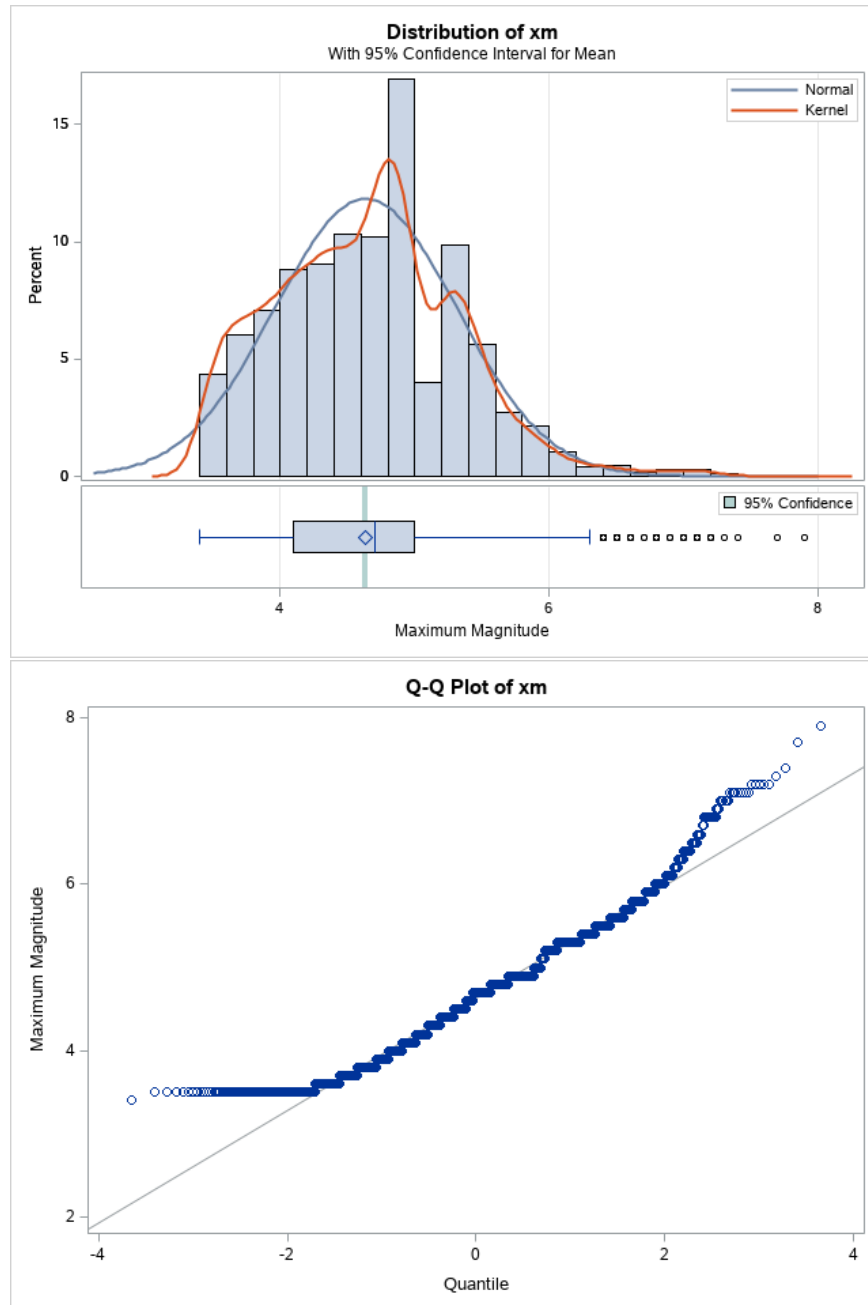 Distribution of xm
With 95% Confidence Interval for Mean
Normal
Kernel
15
10
5
0
Percent
95% Confidence
4 6 8
Maximum Magnitude
Q-Q Plot of xm
8
6
4
2
Maximum Magnitude
-4 -2 0 2 4
Quantile